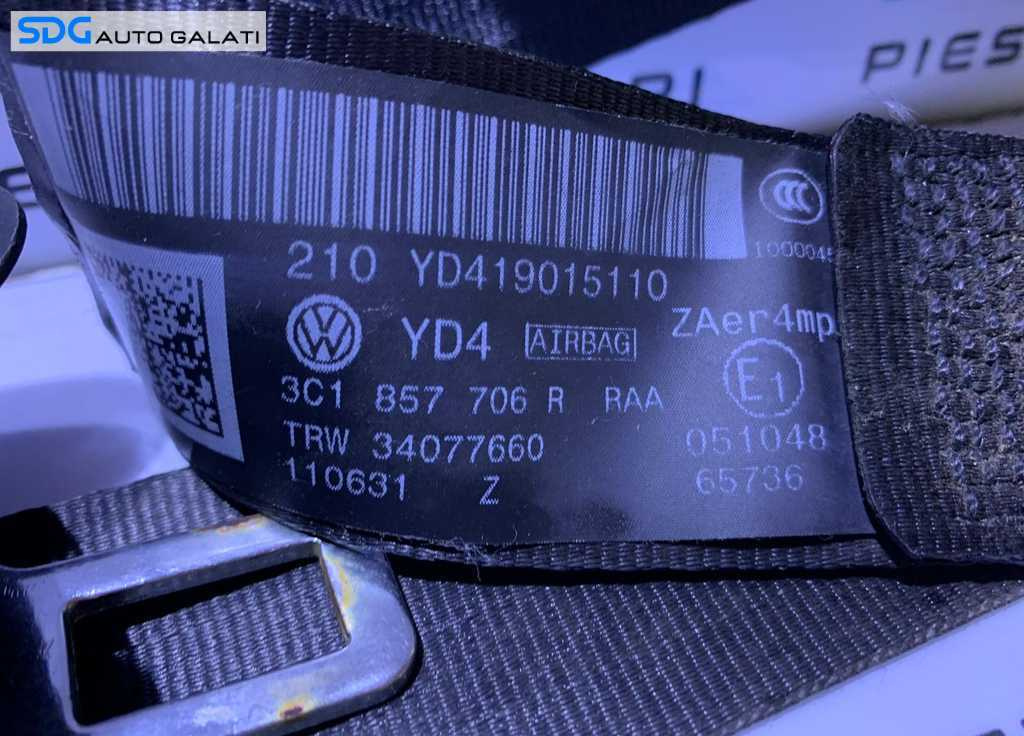 SDG AUTO GALATI
PIES
210 YD419015110
1000045
YD4 AIRBAG ZAer4mp
3C1 857 706 R RAA E1
TRW 34077660 051048
110631 Z 65736